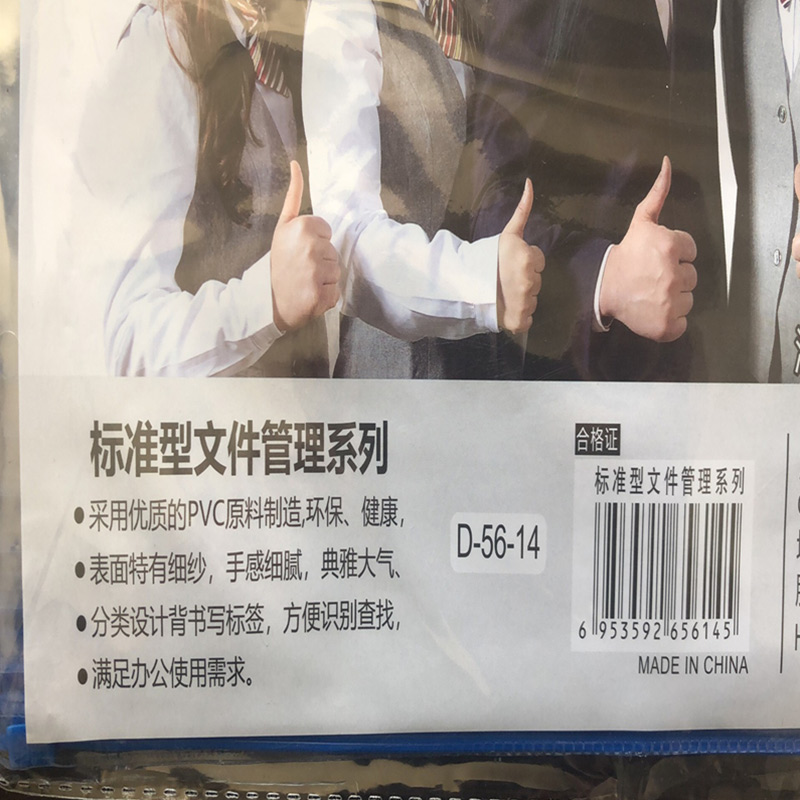 标准型文件管理系列
●采用优质的PVC原料制造,环保、健康,
●表面特有细纱，手感细腻，典雅大气、
●分类设计背书写标签，方便识别查找，
●满足办公使用需求。
D-56-14
合格证
标准型文件管理系列
6 953592 656145
MADE IN CHINA